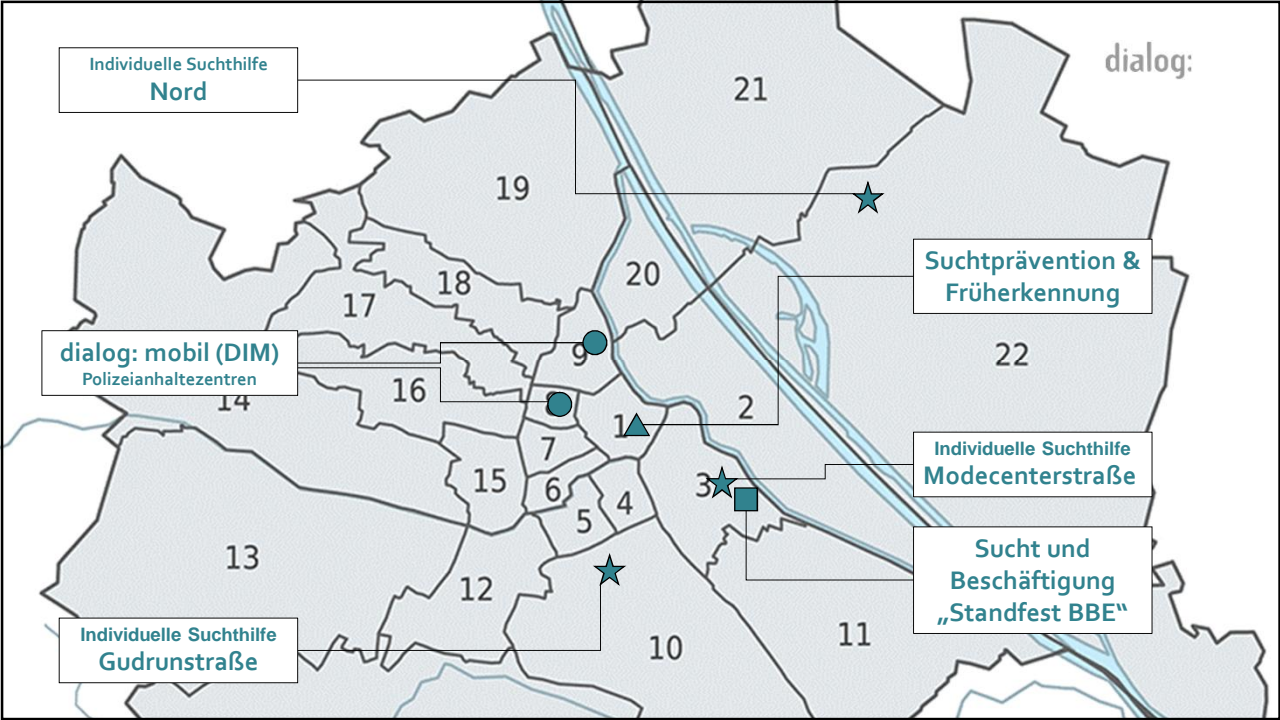 Individuelle Suchthilfe
Nord
dialog:
21
19
20
18
17
Suchtprävention &
Früherkennung
22
dialog: mobil (DIM)
Polizeianhaltezentren
9
14
16
8
1
2
7
15
6
5
4
3
Individuelle Suchthilfe
Modecenterstraße
13
12
Sucht und
Beschäftigung
„Standfest BBE“
Individuelle Suchthilfe
Gudrunstraße
10
11